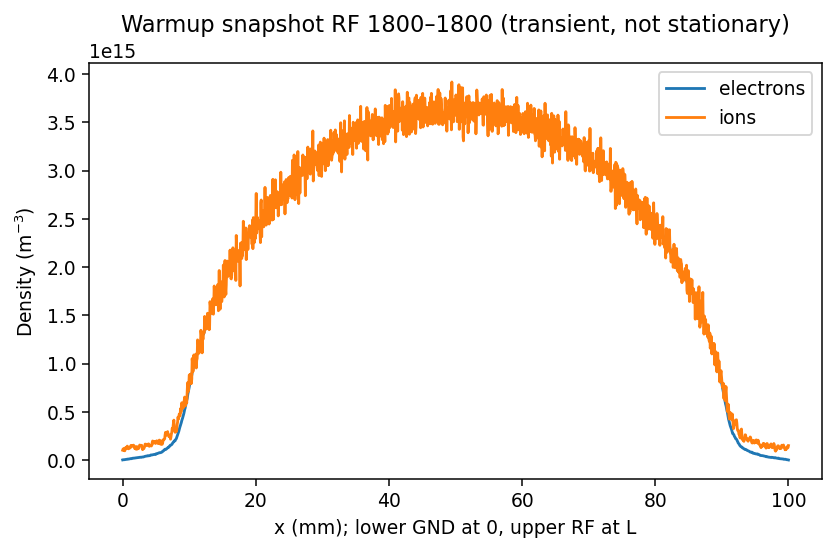 Warmup snapshot RF 1800–1800 (transient, not stationary)
1e15
electrons
ions
4.0
3.5
3.0
2.5
2.0
1.5
1.0
0.5
0.0
Density (m⁻³)
0 20 40 60 80 100
x (mm); lower GND at 0, upper RF at L